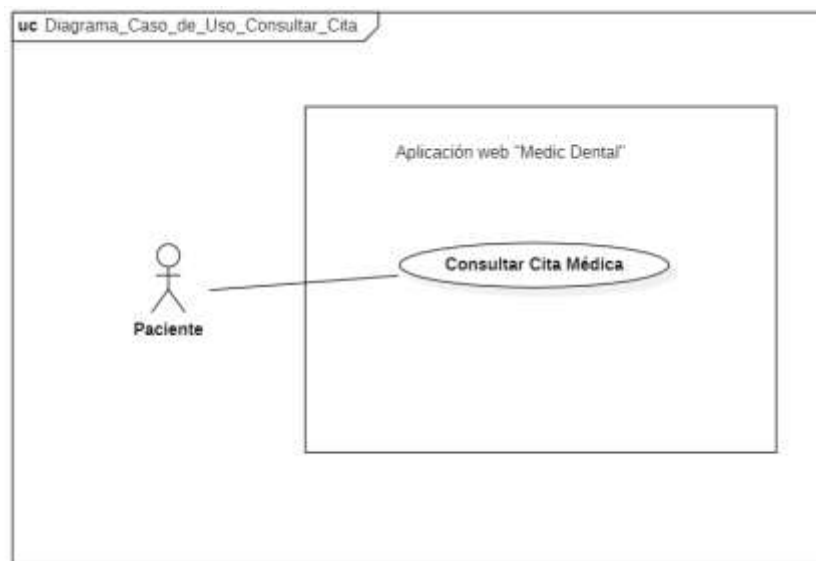 uc Diagrama_Caso_de_Uso_Consultar_Cita
Aplicación web "Medic Dental"
Consultar Cita Médica
Paciente